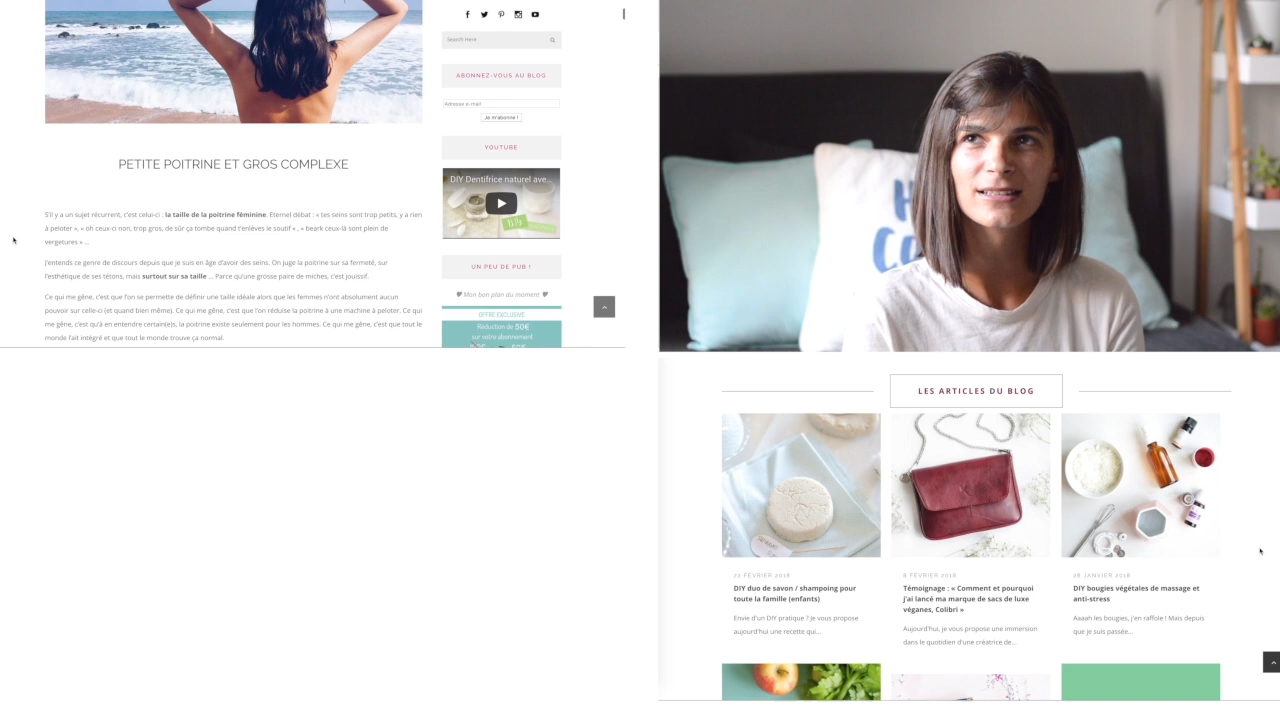 Search Here
ABONNEZ-VOUS AU BLOG
Adresse e-mail
Je m'abonne !
YOUTUBE
DIY Dentifrice naturel ave...
DIY
UN PEU DE PUB !
🖤 Mon bon plan du moment 🖤
OFFRE EXCLUSIVE
Réduction de 50€
sur votre abonnement
PETITE POITRINE ET GROS COMPLEXE
S'il y a un sujet récurrent, c'est celui-ci : la taille de la poitrine féminine. Eternel débat : « tes seins sont trop petits, y a rien
à peloter », « oh ceux-ci non, trop gros, de sûr ça tombe quand t'enlèves le soutif » , « beark ceux-là sont plein de
vergetures » ...
J'entends ce genre de discours depuis que je suis en âge d'avoir des seins. On juge la poitrine sur sa fermeté, sur
l'esthétique de ses tétons, mais surtout sur sa taille ... Parce qu'une grosse paire de miches, c'est jouissif.
Ce qui me gêne, c'est que l'on se permette de définir une taille idéale alors que les femmes n'ont absolument aucun
pouvoir sur celle-ci (et quand bien même). Ce qui me gêne, c'est que l'on réduise la poitrine à une machine à peloter. Ce qui
me gêne, c'est qu'à en entendre certain(e)s, la poitrine existe seulement pour les hommes. Ce qui me gêne, c'est que tout le
monde l'ait intégré et que tout le monde trouve ça normal.
LES ARTICLES DU BLOG
22 FÉVRIER 2018
DIY duo de savon / shampoing pour
toute la famille (enfants)
Envie d'un DIY pratique ? Je vous propose
aujourd'hui une recette qui...
8 FÉVRIER 2018
Témoignage : « Comment et pourquoi
j'ai lancé ma marque de sacs de luxe
véganes, Colibri »
Aujourd'hui, je vous propose une immersion
dans le quotidien d'une créatrice de...
28 JANVIER 2018
DIY bougies végétales de massage et
anti-stress
Aaaah les bougies, j'en raffole ! Mais depuis
que je suis passée...